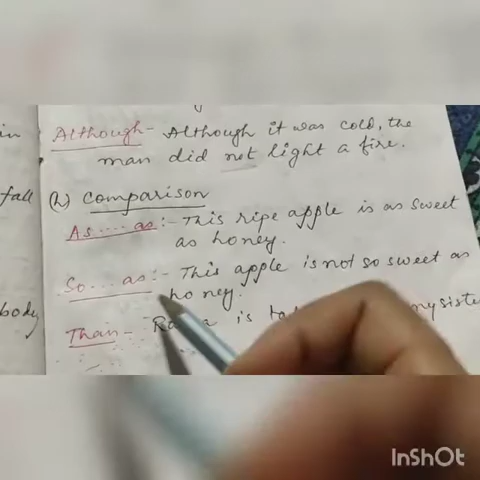 in
Although - Although it was cold, the
man did not light a fire.
fall
(h) Comparison
As .... as :- This ripe apple is as sweet
as honey.
So ... as :- This apple is not so sweet as
honey.
body
Than - is my
InShOt